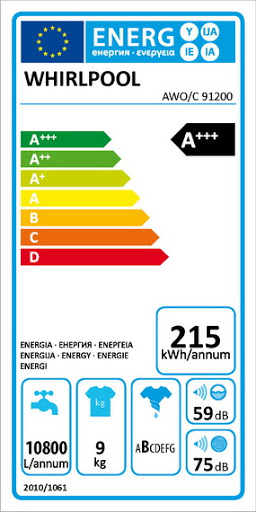 ENERG Y IJA
енергия · ενεργεια IE IA
WHIRLPOOL
AWO/C 91200
A+++
A+++
A++
A+
A
B
C
D
ENERGIA · ЕНЕРГИЯ · ΕΝΕΡΓΕΙΑ
ENERGIJA · ENERGY · ENERGIE
ENERGI
215
kWh/annum
10800
L/annum
kg
9
kg
ABCDEFG
59 dB
75 dB
2010/1061